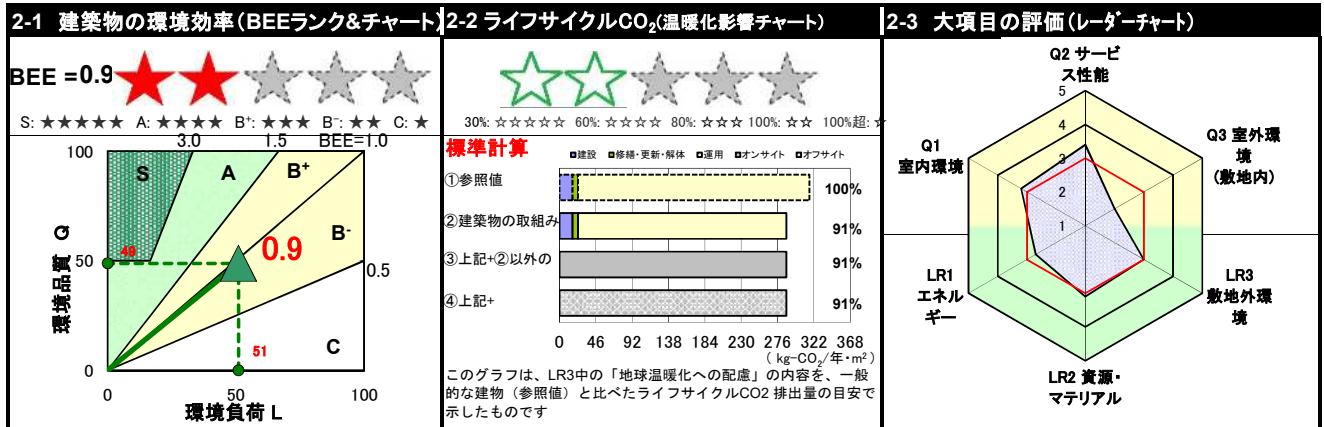 2-1 建築物の環境効率(BEEランク&チャート)
BEE =0.9
S: ★★★★★ A: ★★★★ B⁺: ★★★ B⁻: ★★ C: ★
3.0 1.5 BEE=1.0
100
S
A
B⁺
B⁻
0.9
49
50
0.5
環境品質 Q
51
C
0
0 50 100
環境負荷 L
2-2 ライフサイクルCO₂(温暖化影響チャート)
30%: ☆☆☆☆☆ 60%: ☆☆☆☆ 80%: ☆☆☆ 100%: ☆☆ 100%超: ☆
標準計算
■建設 ■修繕・更新・解体 ■運用 ■オンサイト ■オフサイト
①参照値 100%
②建築物の取組み 91%
③上記+②以外の 91%
④上記+ 91%
0 46 92 138 184 230 276 322 368
( kg-CO₂/年・m²)
このグラフは、LR3中の「地球温暖化への配慮」の内容を、一般
的な建物(参照値)と比べたライフサイクルCO2 排出量の目安で
示したものです
2-3 大項目の評価(レーダーチャート)
Q2 サービ
ス性能
5
4
3
2
1
Q1
室内環境
Q3 室外環
境
(敷地内)
LR1
エネル
ギー
LR3
敷地外環
境
LR2 資源・
マテリアル